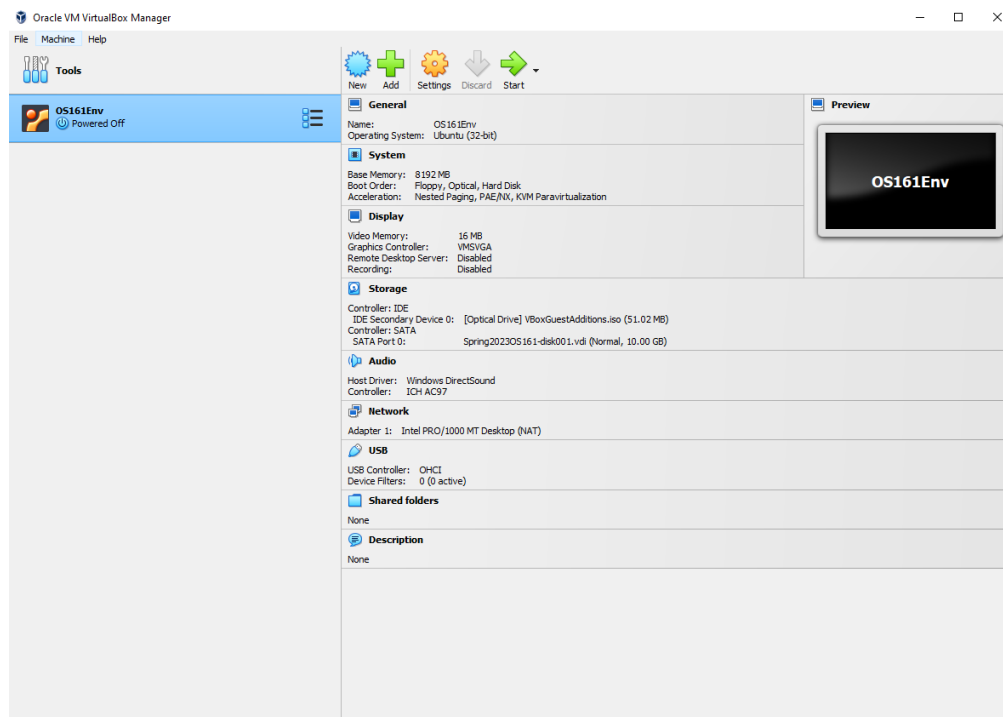 Oracle VM VirtualBox Manager
File Machine Help
Tools
New Add Settings Discard Start
OS161Env
Powered Off
General
Name: OS161Env
Operating System: Ubuntu (32-bit)
Preview
OS161Env
System
Base Memory: 8192 MB
Boot Order: Floppy, Optical, Hard Disk
Acceleration: Nested Paging, PAE/NX, KVM Paravirtualization
Display
Video Memory: 16 MB
Graphics Controller: VMSVGA
Remote Desktop Server: Disabled
Recording: Disabled
Storage
Controller: IDE
IDE Secondary Device 0: [Optical Drive] VBoxGuestAdditions.iso (51.02 MB)
Controller: SATA
SATA Port 0: Spring2023OS161-disk001.vdi (Normal, 10.00 GB)
Audio
Host Driver: Windows DirectSound
Controller: ICH AC97
Network
Adapter 1: Intel PRO/1000 MT Desktop (NAT)
USB
USB Controller: OHCI
Device Filters: 0 (0 active)
Shared folders
None
Description
None